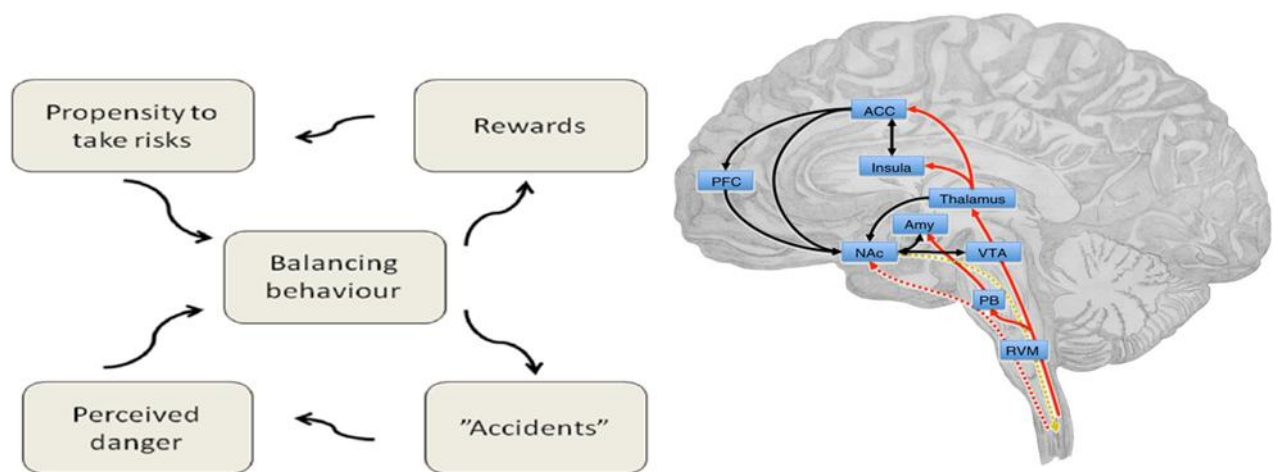 Propensity to
take risks
Rewards
Balancing
behaviour
Perceived
danger
"Accidents"
ACC
Insula
PFC
Thalamus
Amy
NAc
VTA
PB
RVM